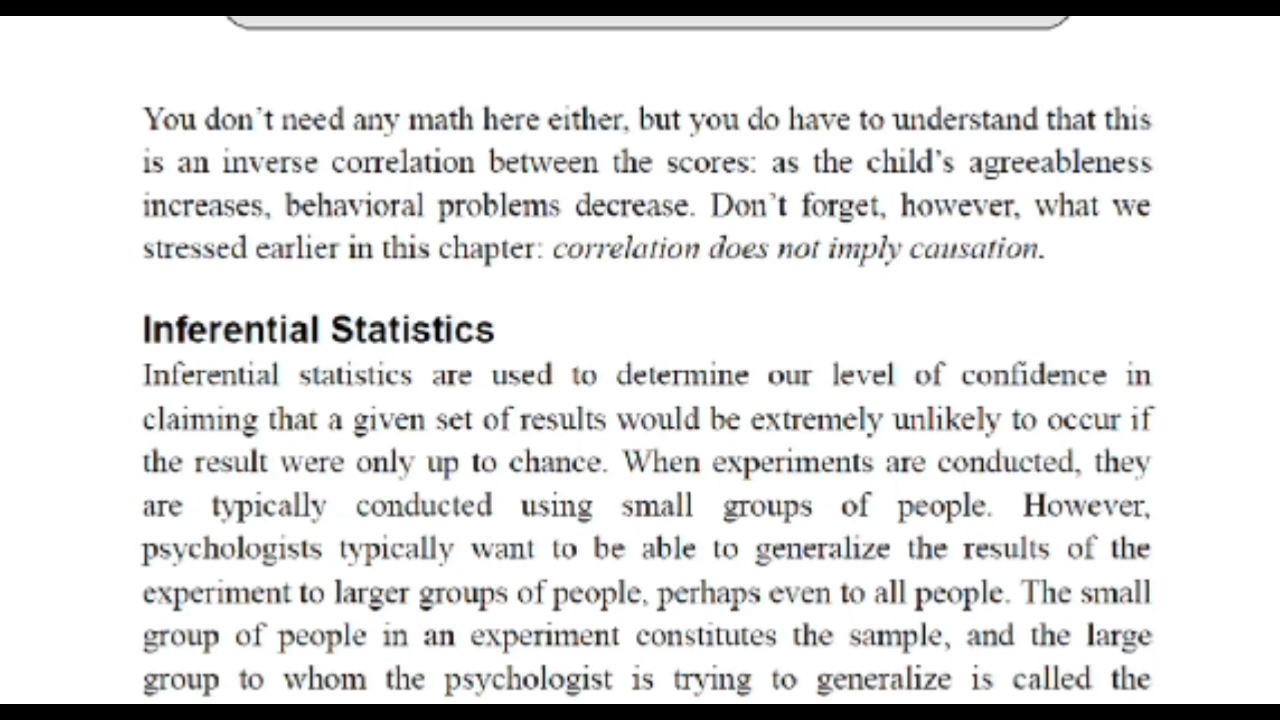 You don't need any math here either, but you do have to understand that this
is an inverse correlation between the scores: as the child's agreeableness
increases, behavioral problems decrease. Don't forget, however, what we
stressed earlier in this chapter: correlation does not imply causation.
Inferential Statistics
Inferential statistics are used to determine our level of confidence in
claiming that a given set of results would be extremely unlikely to occur if
the result were only up to chance. When experiments are conducted, they
are typically conducted using small groups of people. However,
psychologists typically want to be able to generalize the results of the
experiment to larger groups of people, perhaps even to all people. The small
group of people in an experiment constitutes the sample, and the large
group to whom the psychologist is trying to generalize is called the